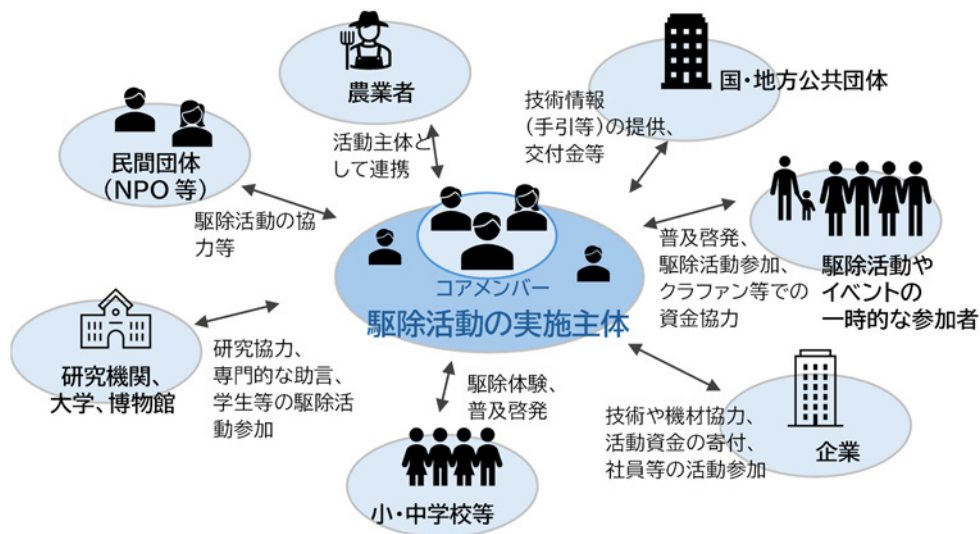 農業者
活動主体と
して連携
国・地方公共団体
技術情報
（手引等）の提供、
交付金等
民間団体
（NPO 等）
駆除活動の協
力等
コアメンバー
駆除活動の実施主体
普及啓発、
駆除活動参加、
クラファン等での
資金協力
駆除活動や
イベントの
一時的な参加者
研究機関、
大学、博物館
研究協力、
専門的な助言、
学生等の駆除活
動参加
駆除体験、
普及啓発
小・中学校等
技術や機材協力、
活動資金の寄付、
社員等の活動参加
企業